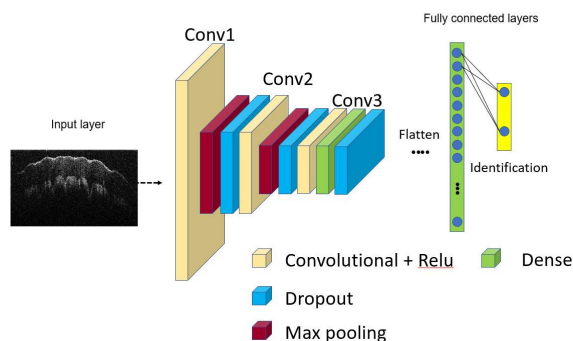 Fully connected layers
Conv1
Conv2
Conv3
Input layer
Flatten
Identification
Convolutional + Relu
Dense
Dropout
Max pooling